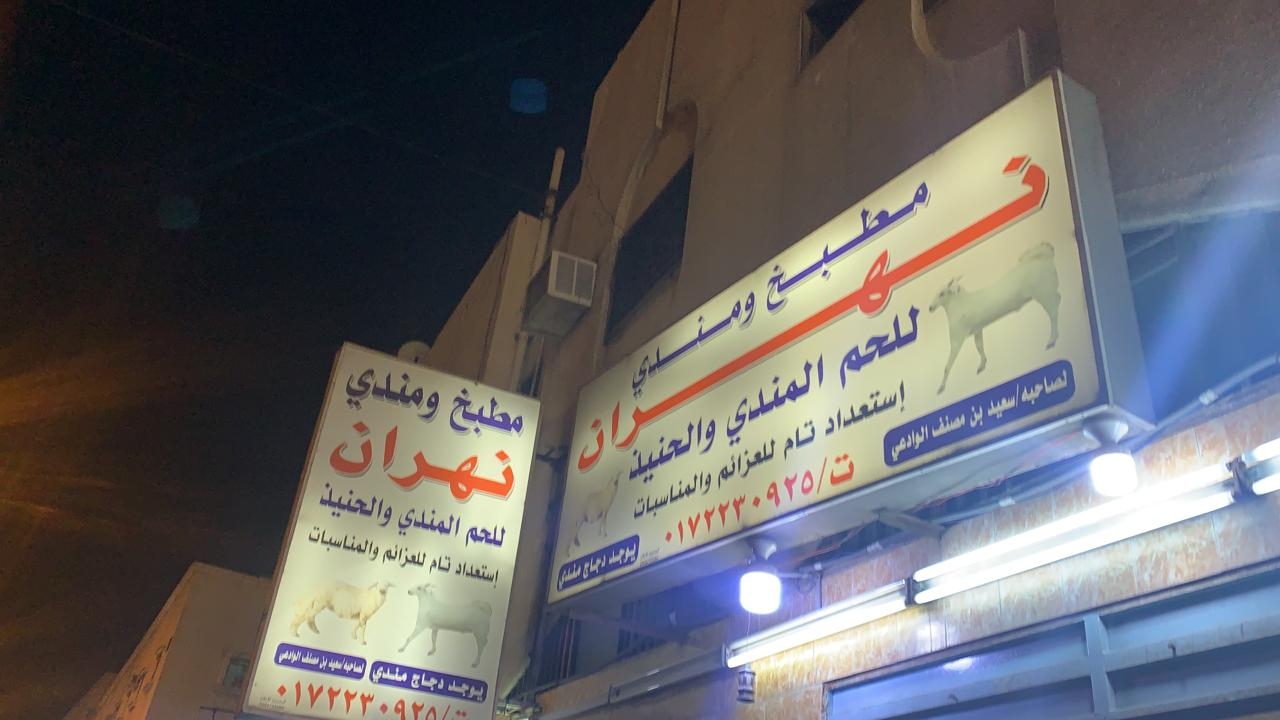 مطبخ ومندي
نهران
للحم المندي والحنيذ
إستعداد تام للعزائم والمناسبات
ت/٠١٧٢٢٣٠٩٢٥
لصاحبه/سعيد بن مصنف الوادعي
يوجد دجاج مندي
مطبخ ومندي
نهران
للحم المندي والحنيذ
إستعداد تام للعزائم والمناسبات
يوجد دجاج مندي
لصاحبه/سعيد بن مصنف الوادعي
ت/٠١٧٢٢٣٠٩٢٥